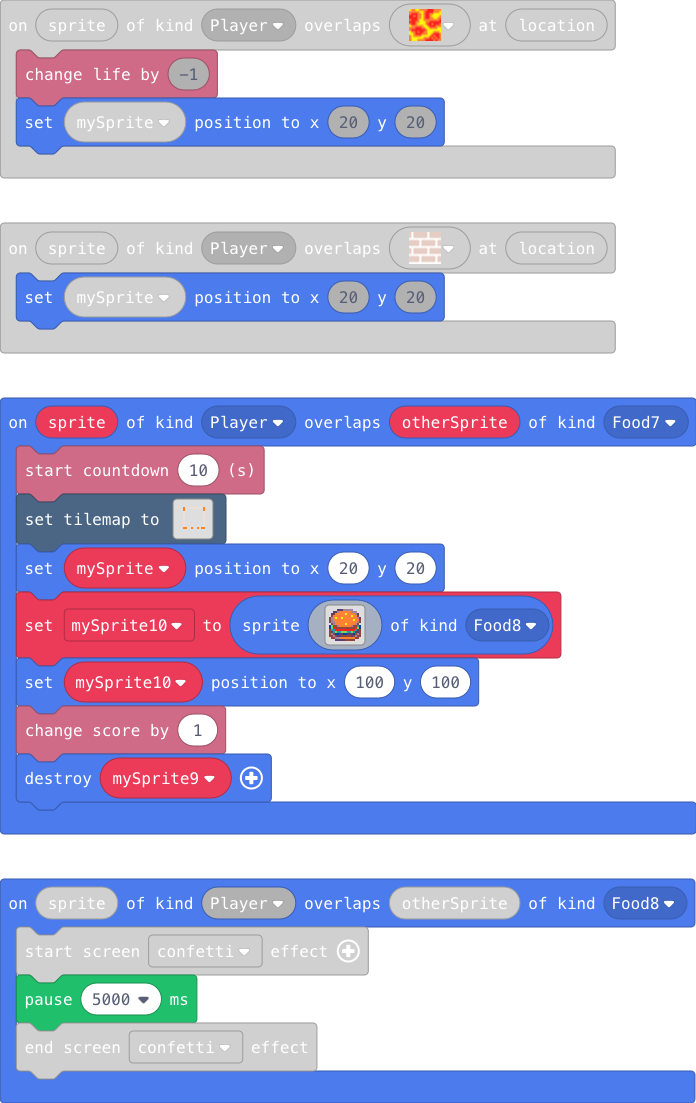 on sprite of kind Player overlaps at location
change life by -1
set mySprite position to x 20 y 20
on sprite of kind Player overlaps at location
set mySprite position to x 20 y 20
on sprite of kind Player overlaps otherSprite of kind Food7
start countdown 10 (s)
set tilemap to
set mySprite position to x 20 y 20
set mySprite10 to sprite of kind Food8
set mySprite10 position to x 100 y 100
change score by 1
destroy mySprite9
on sprite of kind Player overlaps otherSprite of kind Food8
start screen confetti effect
pause 5000 ms
end screen confetti effect